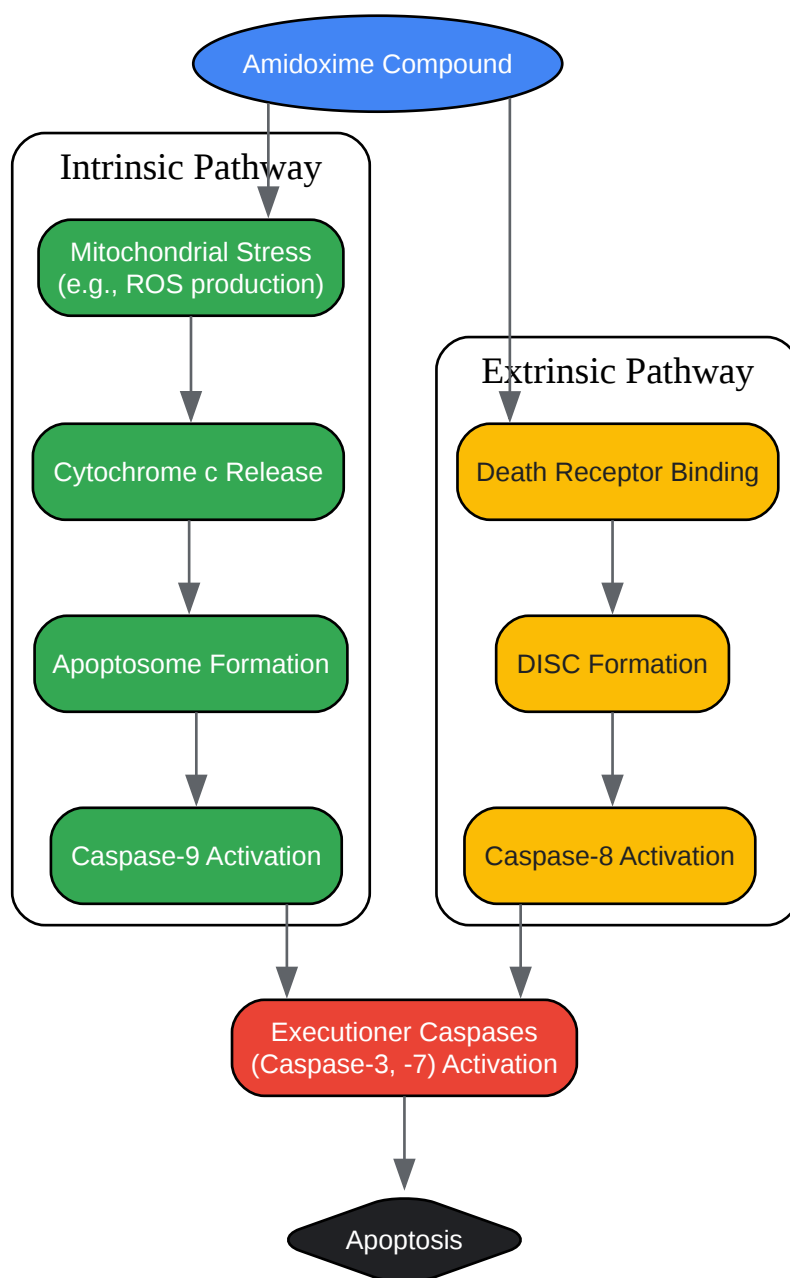 Amidoxime Compound
Intrinsic Pathway
Mitochondrial Stress
(e.g., ROS production)
Cytochrome c Release
Apoptosome Formation
Caspase-9 Activation
Extrinsic Pathway
Death Receptor Binding
DISC Formation
Caspase-8 Activation
Executioner Caspases
(Caspase-3, -7) Activation
Apoptosis